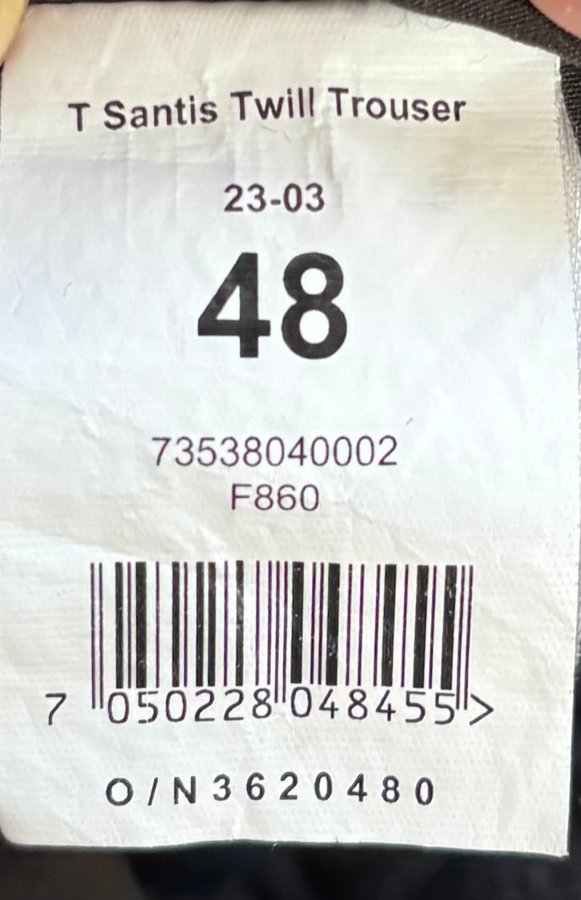 T Santis Twill Trouser
23-03
48
73538040002
F860
7 050228 048455 >
O/N3620480